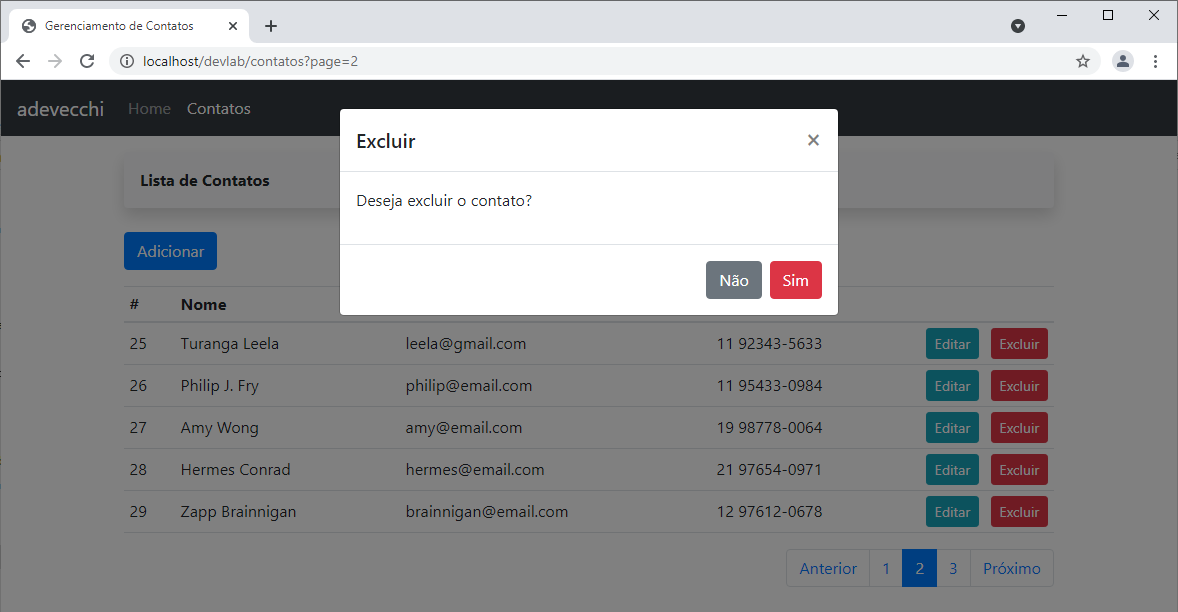 Gerenciamento de Contatos
localhost/devlab/contatos?page=2
adevecchi Home Contatos
Excluir ×
Deseja excluir o contato?
Não Sim
Lista de Contatos
Adicionar
# Nome
25 Turanga Leela leela@gmail.com 11 92343-5633 Editar Excluir
26 Philip J. Fry philip@email.com 11 95433-0984 Editar Excluir
27 Amy Wong amy@email.com 19 98778-0064 Editar Excluir
28 Hermes Conrad hermes@email.com 21 97654-0971 Editar Excluir
29 Zapp Brainnigan brainnigan@email.com 12 97612-0678 Editar Excluir
Anterior 1 2 3 Próximo